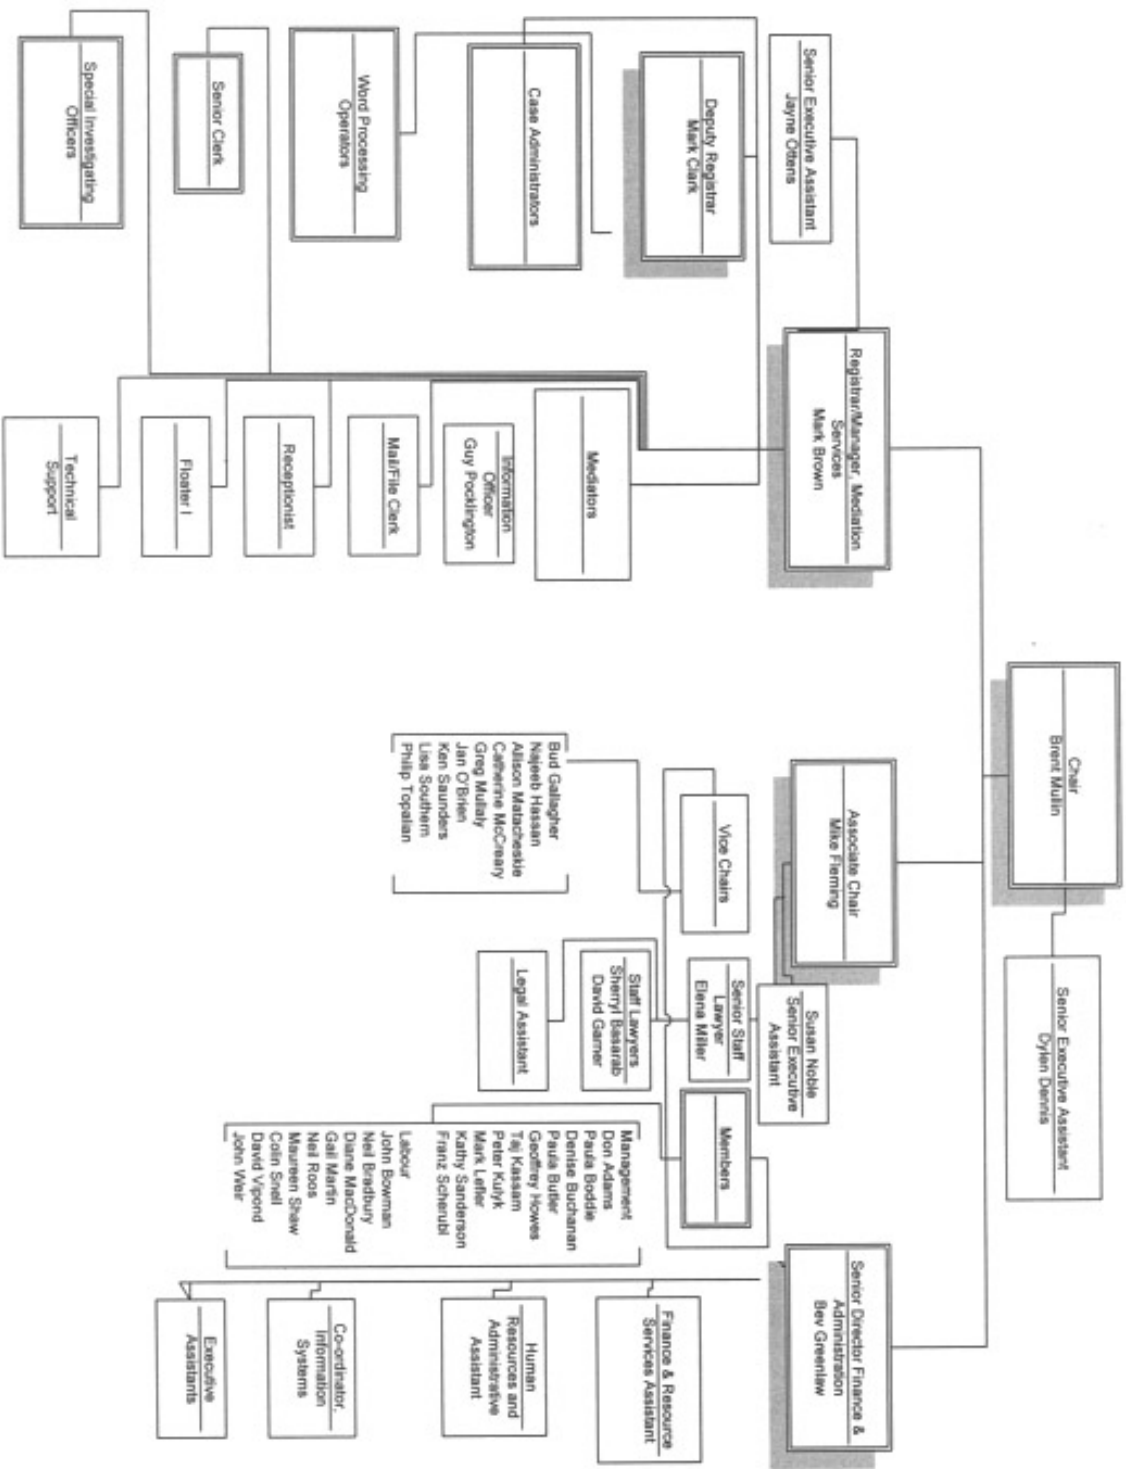 Chair
Brent Mullin
Senior Executive Assistant
Dylen Dennis
Registrar/Manager, Mediation
Services
Mark Brown
Associate Chair
Mike Fleming
Senior Director Finance &
Administration
Bev Greenlaw
Senior Executive Assistant
Jayne Ottens
Deputy Registrar
Mark Clark
Case Administrators
Word Processing
Operators
Senior Clerk
Special Investigating
Officers
Mediators
Information
Officer
Guy Pocklington
Mail/File Clerk
Receptionist
Floater I
Technical
Support
Susan Noble
Senior Executive
Assistant
Vice Chairs
Bud Gallagher
Najeeb Hassan
Allison Matacheskie
Catherine McCreary
Greg Mullaly
Jan O'Brien
Ken Saunders
Lisa Southern
Philip Topalian
Senior Staff
Lawyer
Elena Miller
Staff Lawyers
Sherryl Basarab
David Garner
Legal Assistant
Members
Management
Don Adams
Paula Boddie
Denise Buchanan
Paula Butler
Geoffrey Howes
Taj Kassam
Peter Kulyk
Mark Lefler
Kathy Sanderson
Franz Scherubl
Labour
John Bowman
Neil Bradbury
Diane MacDonald
Gail Martin
Neil Roos
Maureen Shaw
Colin Snell
David Vipond
John Weir
Finance & Resource
Services Assistant
Human
Resources and
Administrative
Assistant
Co-ordinator,
Information
Systems
Executive
Assistants